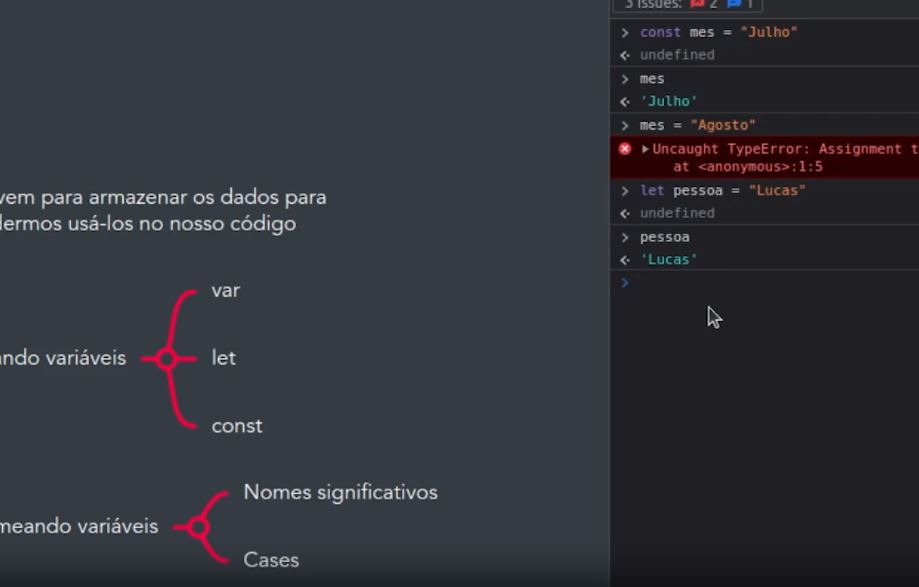 vem para armazenar os dados para
dermos usá-los no nosso código
ando variáveis
var
let
const
meando variáveis
Nomes significativos
Cases
3 Issues: 2 1
const mes = "Julho"
undefined
mes
'Julho'
mes = "Agosto"
Uncaught TypeError: Assignment t
at <anonymous>:1:5
let pessoa = "Lucas"
undefined
pessoa
'Lucas'